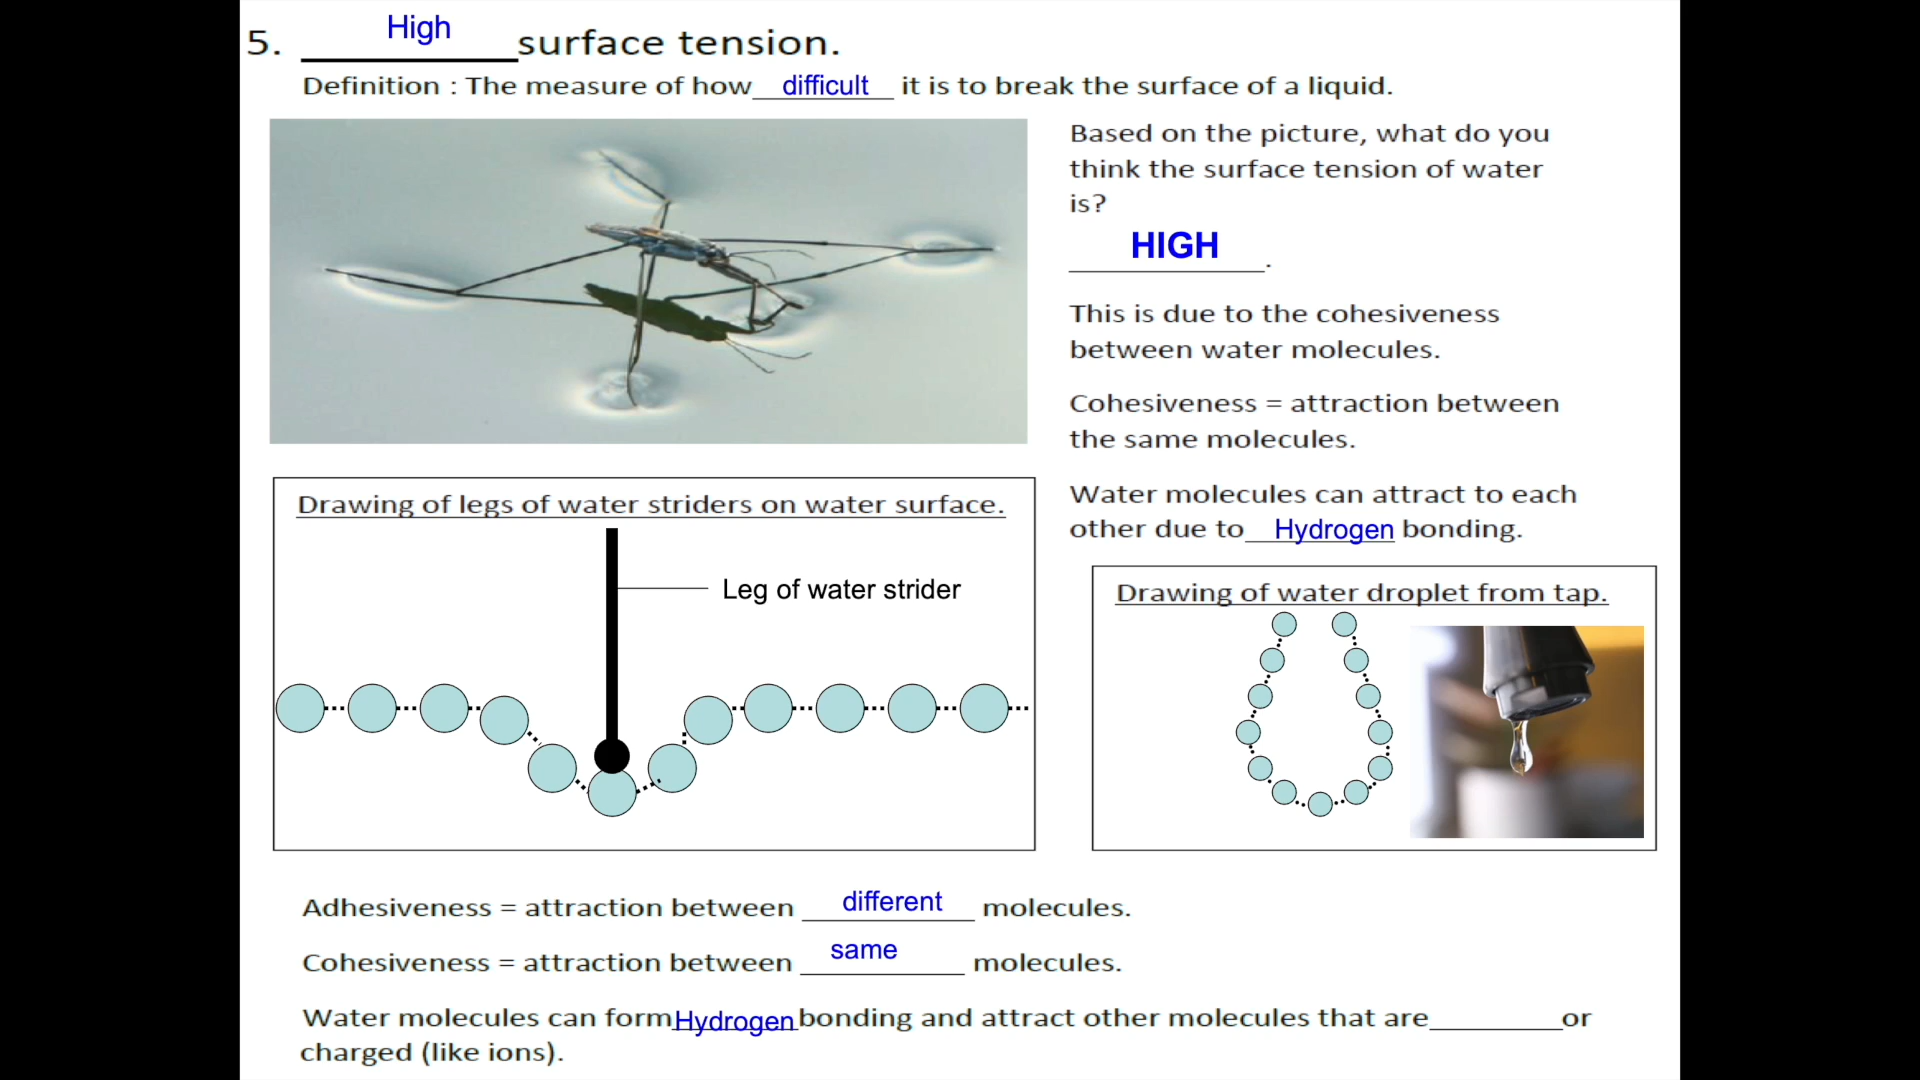 5. High surface tension.
Definition : The measure of how difficult it is to break the surface of a liquid.
Based on the picture, what do you
think the surface tension of water
is?
HIGH.
This is due to the cohesiveness
between water molecules.
Cohesiveness = attraction between
the same molecules.
Water molecules can attract to each
other due to Hydrogen bonding.
Drawing of legs of water striders on water surface.
Leg of water strider
Drawing of water droplet from tap.
Adhesiveness = attraction between different molecules.
Cohesiveness = attraction between same molecules.
Water molecules can form Hydrogen bonding and attract other molecules that are_________or
charged (like ions).